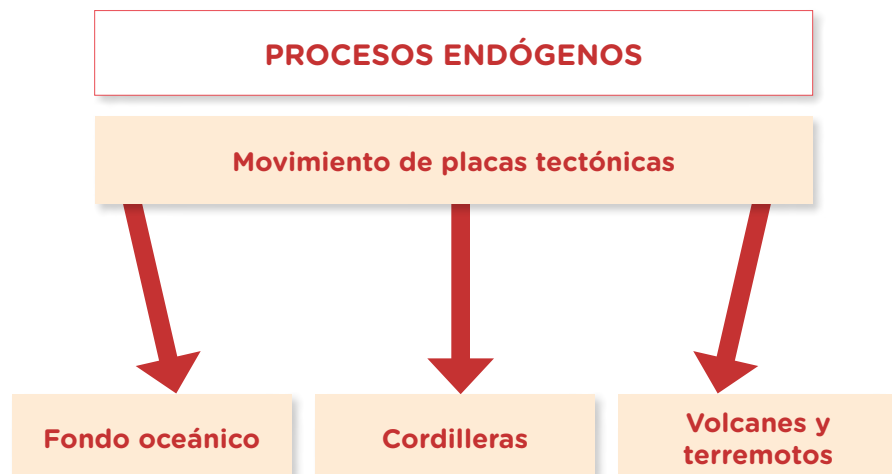 PROCESOS ENDÓGENOS
Movimiento de placas tectónicas
Fondo oceánico
Cordilleras
Volcanes y
terremotos